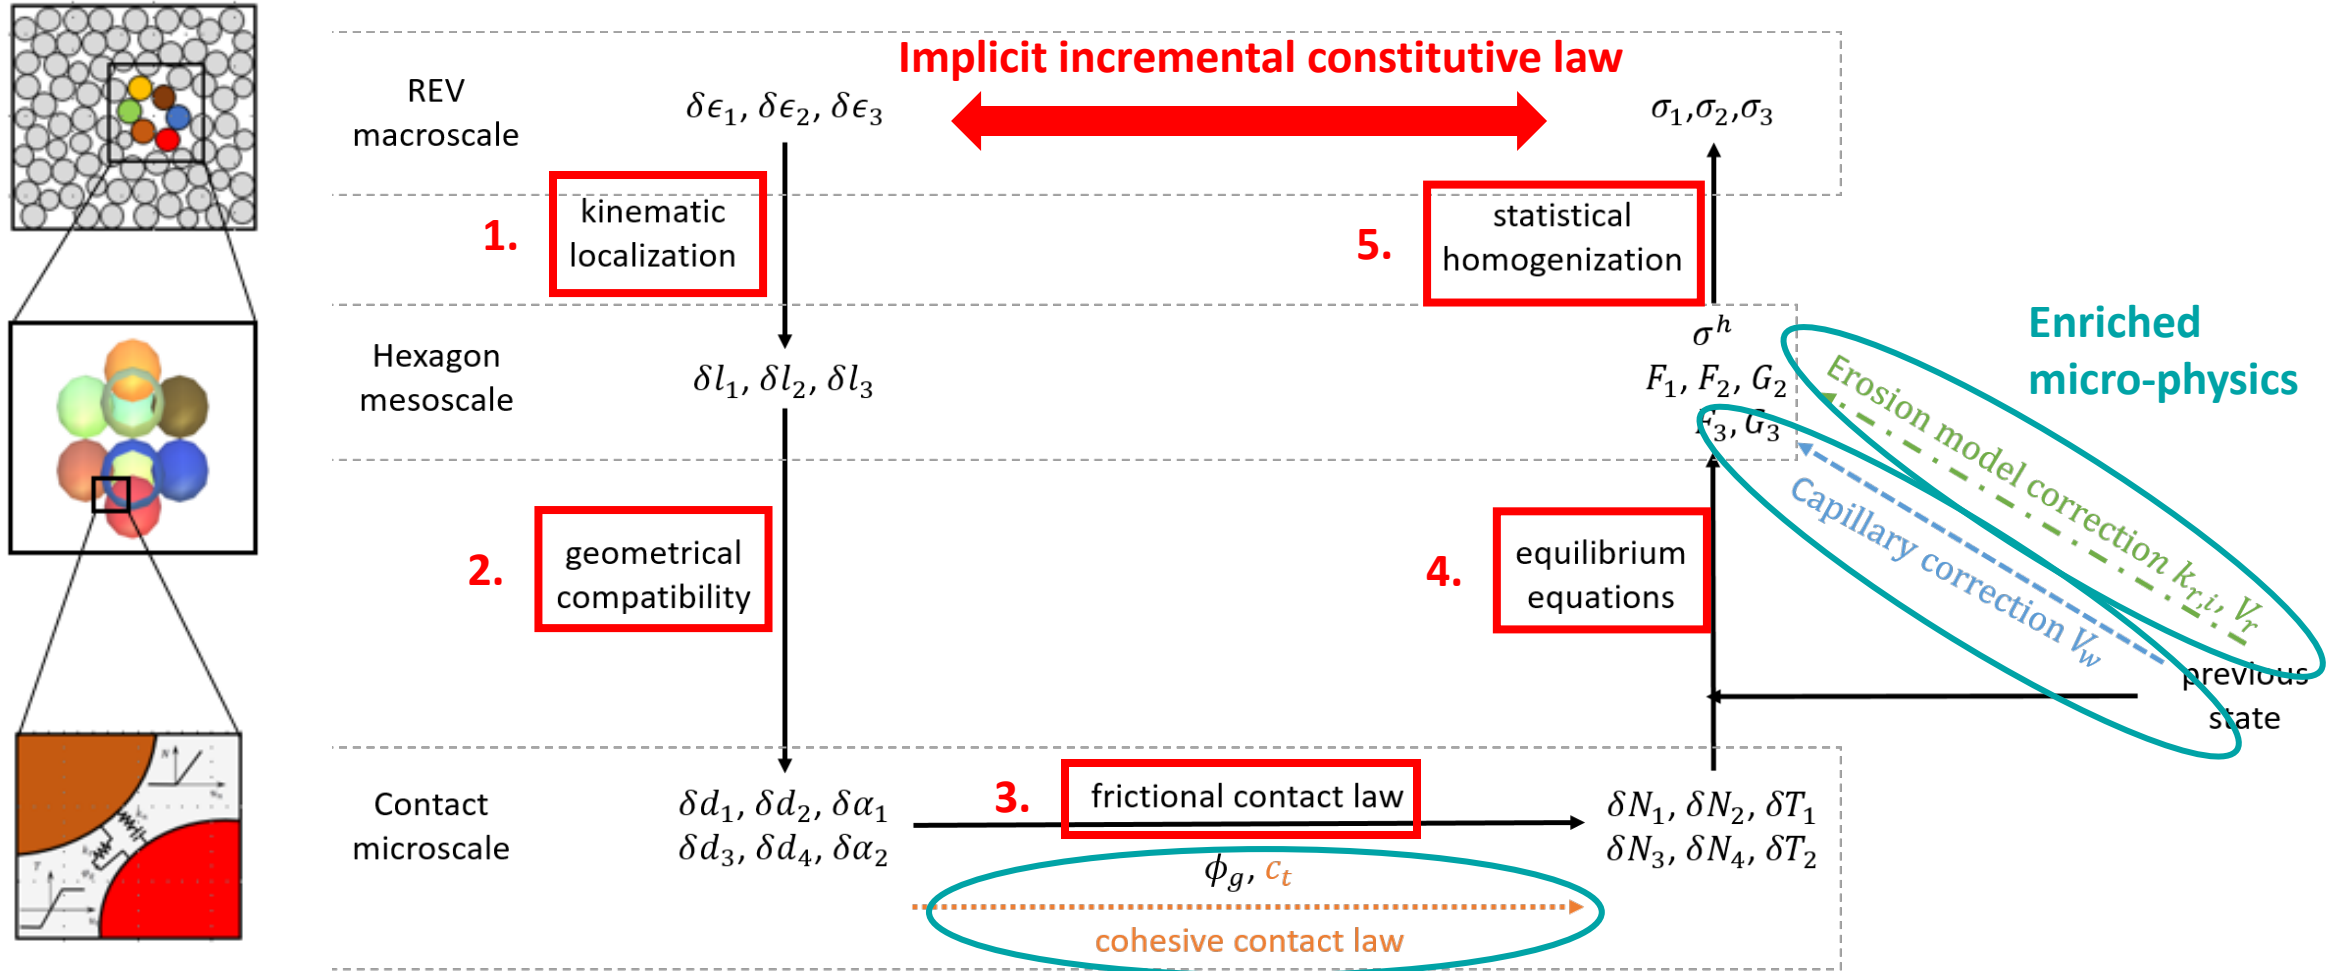 Implicit incremental constitutive law
REV
macroscale
δϵ₁, δϵ₂, δϵ₃
σ₁,σ₂,σ₃
1.
kinematic
localization
5.
statistical
homogenization
Hexagon
mesoscale
δl₁, δl₂, δl₃
σʰ
F₁, F₂, G₂
F₃, G₃
Enriched
micro-physics
Erosion model correction kᵣ,ᵢ, Vᵣ
Capillary correction V_w
2.
geometrical
compatibility
4.
equilibrium
equations
previous
state
Contact
microscale
δd₁, δd₂, δα₁
δd₃, δd₄, δα₂
3.
frictional contact law
ϕ_g, cₜ
cohesive contact law
δN₁, δN₂, δT₁
δN₃, δN₄, δT₂
N
T